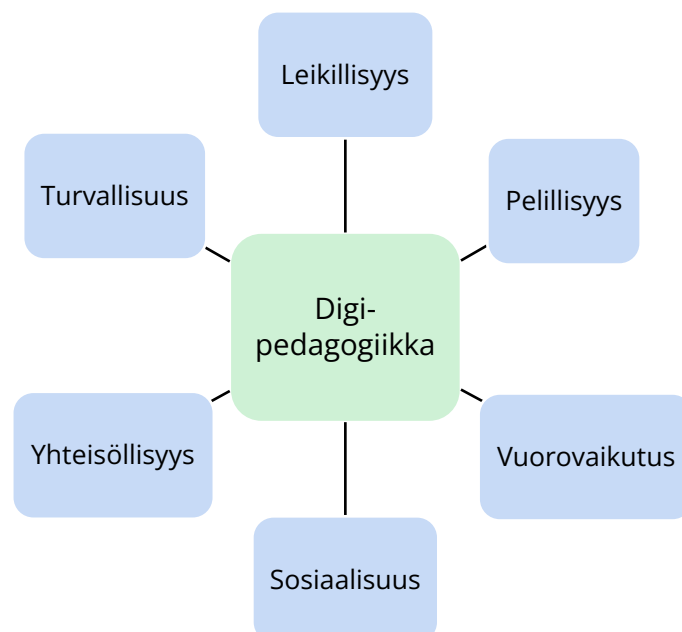 Leikillisyys
Turvallisuus
Pelillisyys
Digi-
pedagogiikka
Yhteisöllisyys
Vuorovaikutus
Sosiaalisuus